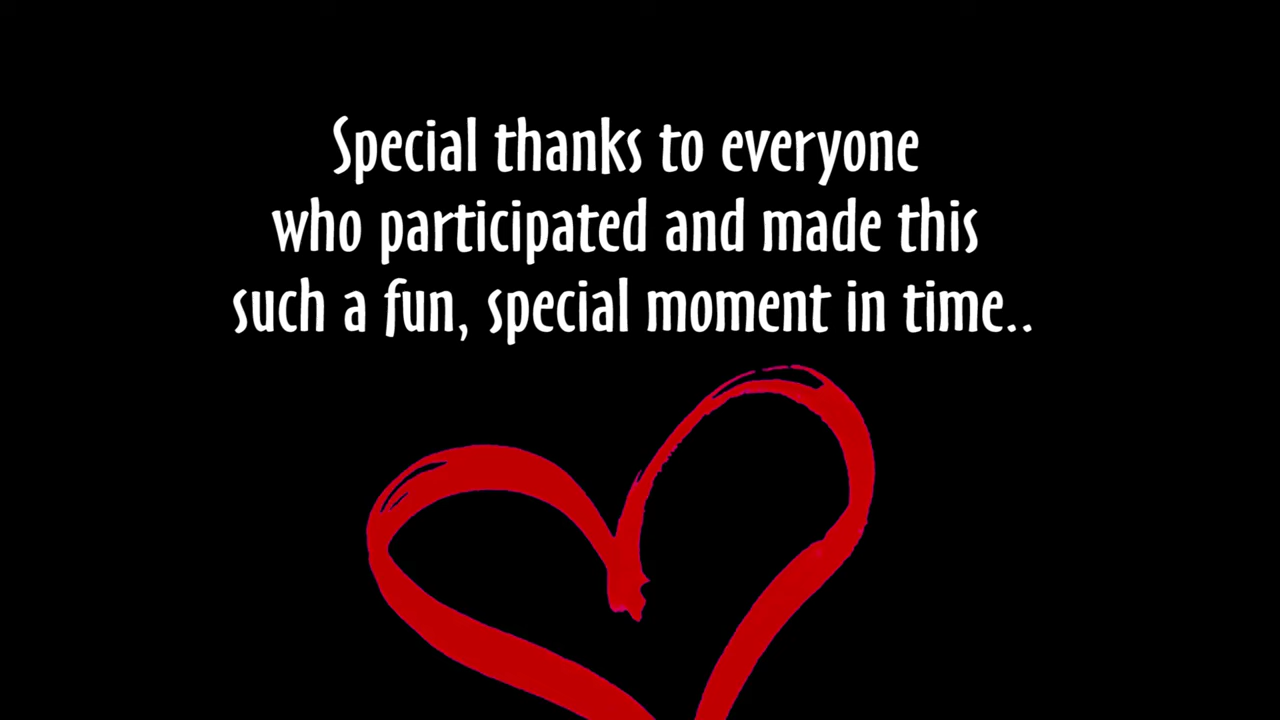 Special thanks to everyone
who participated and made this
such a fun, special moment in time..